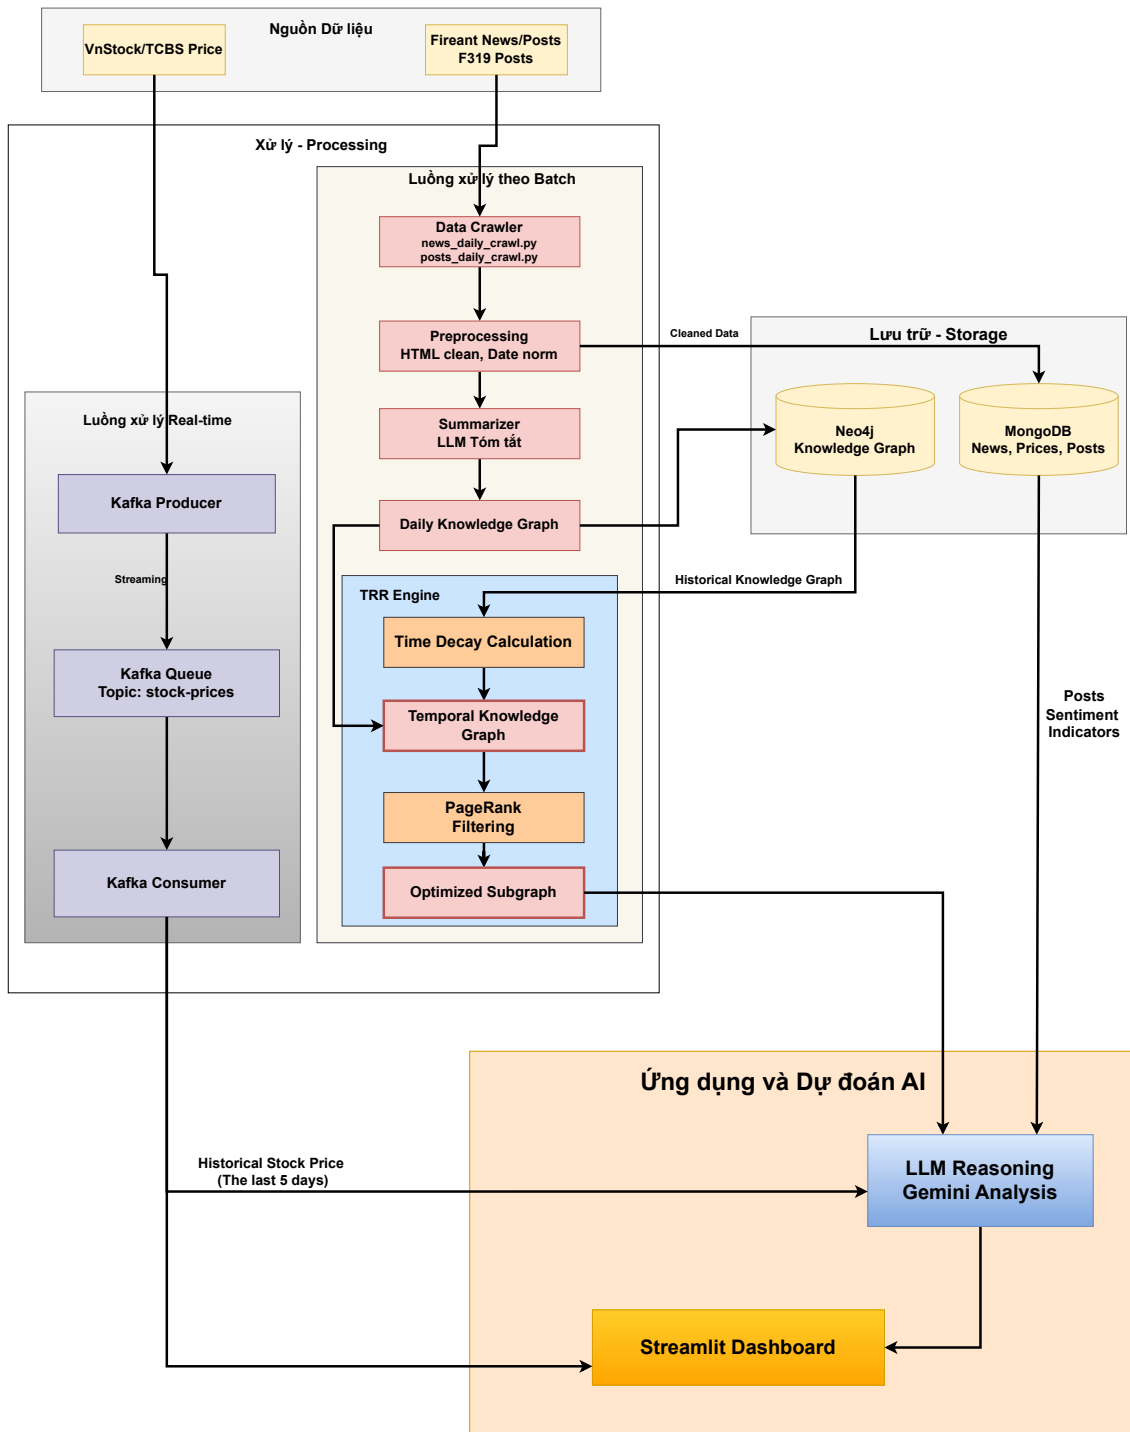 Nguồn Dữ liệu
VnStock/TCBS Price
Fireant News/Posts
F319 Posts
Xử lý - Processing
Luồng xử lý theo Batch
Data Crawler
news_daily_crawl.py
posts_daily_crawl.py
Preprocessing
HTML clean, Date norm
Cleaned Data
Lưu trữ - Storage
Neo4j
Knowledge Graph
MongoDB
News, Prices, Posts
Luồng xử lý Real-time
Summarizer
LLM Tóm tắt
Kafka Producer
Daily Knowledge Graph
Streaming
Historical Knowledge Graph
TRR Engine
Time Decay Calculation
Kafka Queue
Topic: stock-prices
Temporal Knowledge
Graph
Posts
Sentiment
Indicators
PageRank
Filtering
Kafka Consumer
Optimized Subgraph
Ứng dụng và Dự đoán AI
Historical Stock Price
(The last 5 days)
LLM Reasoning
Gemini Analysis
Streamlit Dashboard